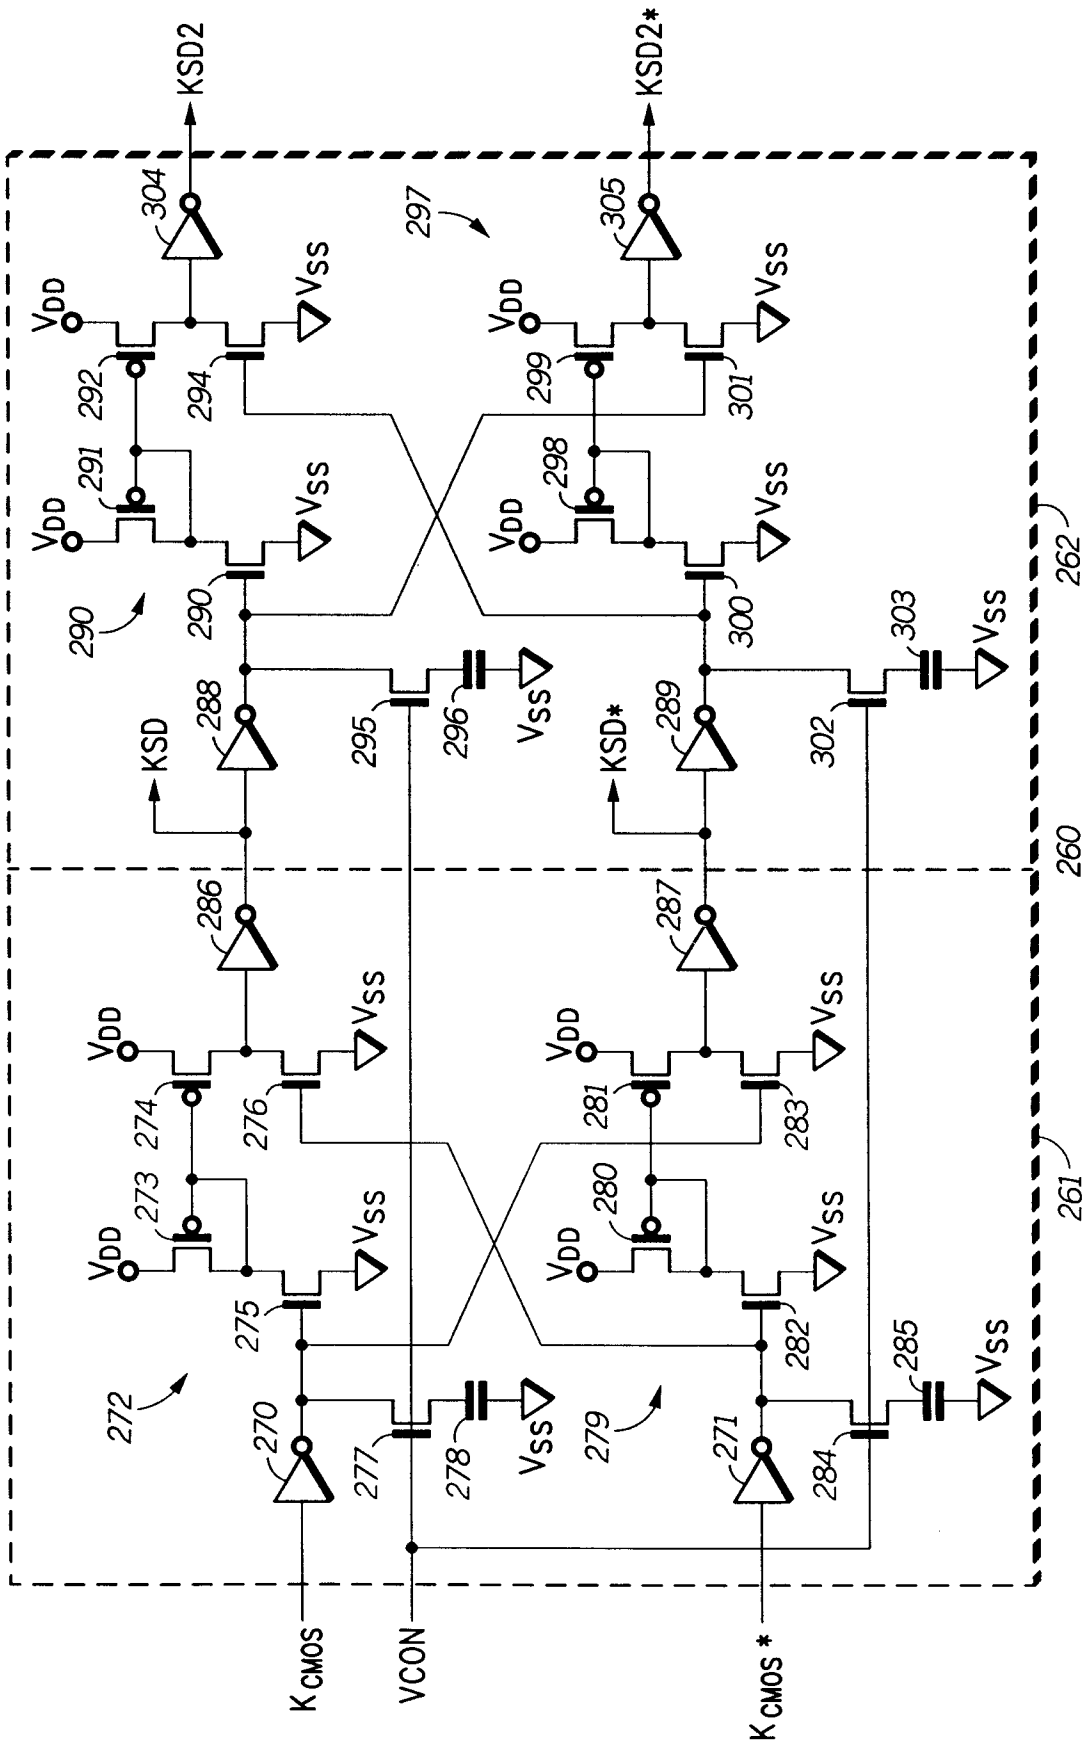 KSD2
KSD2*
304
297
305
VDD
VSS
VDD
VSS
292
294
299
301
291
298
VDD
VSS
VDD
VSS
290
290
300
303
262
288
295
296
VSS
KSD
KSD*
289
302
VSS
260
286
287
VDD
VSS
VDD
VSS
274
276
281
283
273
280
VDD
VSS
VDD
VSS
261
272
275
279
282
285
270
277
278
VSS
271
284
VSS
KCMOS
VCON
KCMOS*